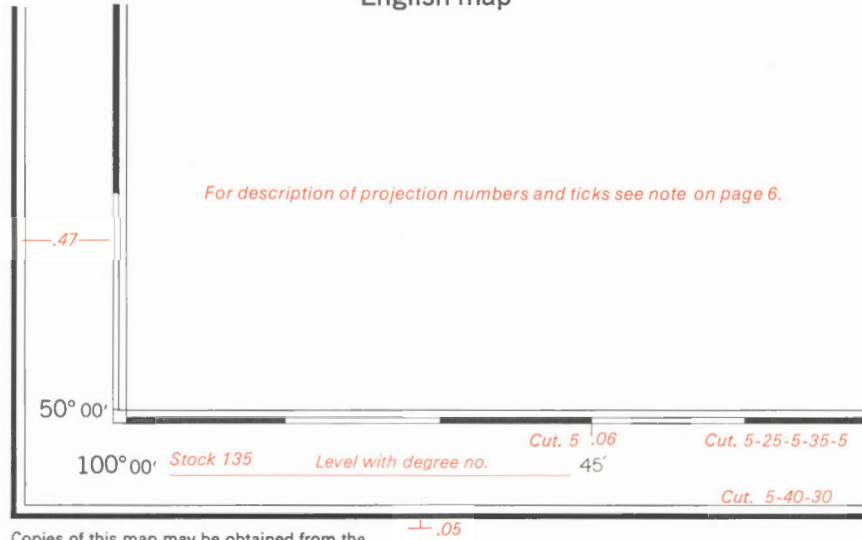 English map
For description of projection numbers and ticks see note on page 6.
.47
50° 00′
Cut. 5 .06 Cut. 5-25-5-35-5
100° 00′ Stock 135 Level with degree no. 45′
Cut. 5-40-30
.05
Copies of this map may be obtained from the